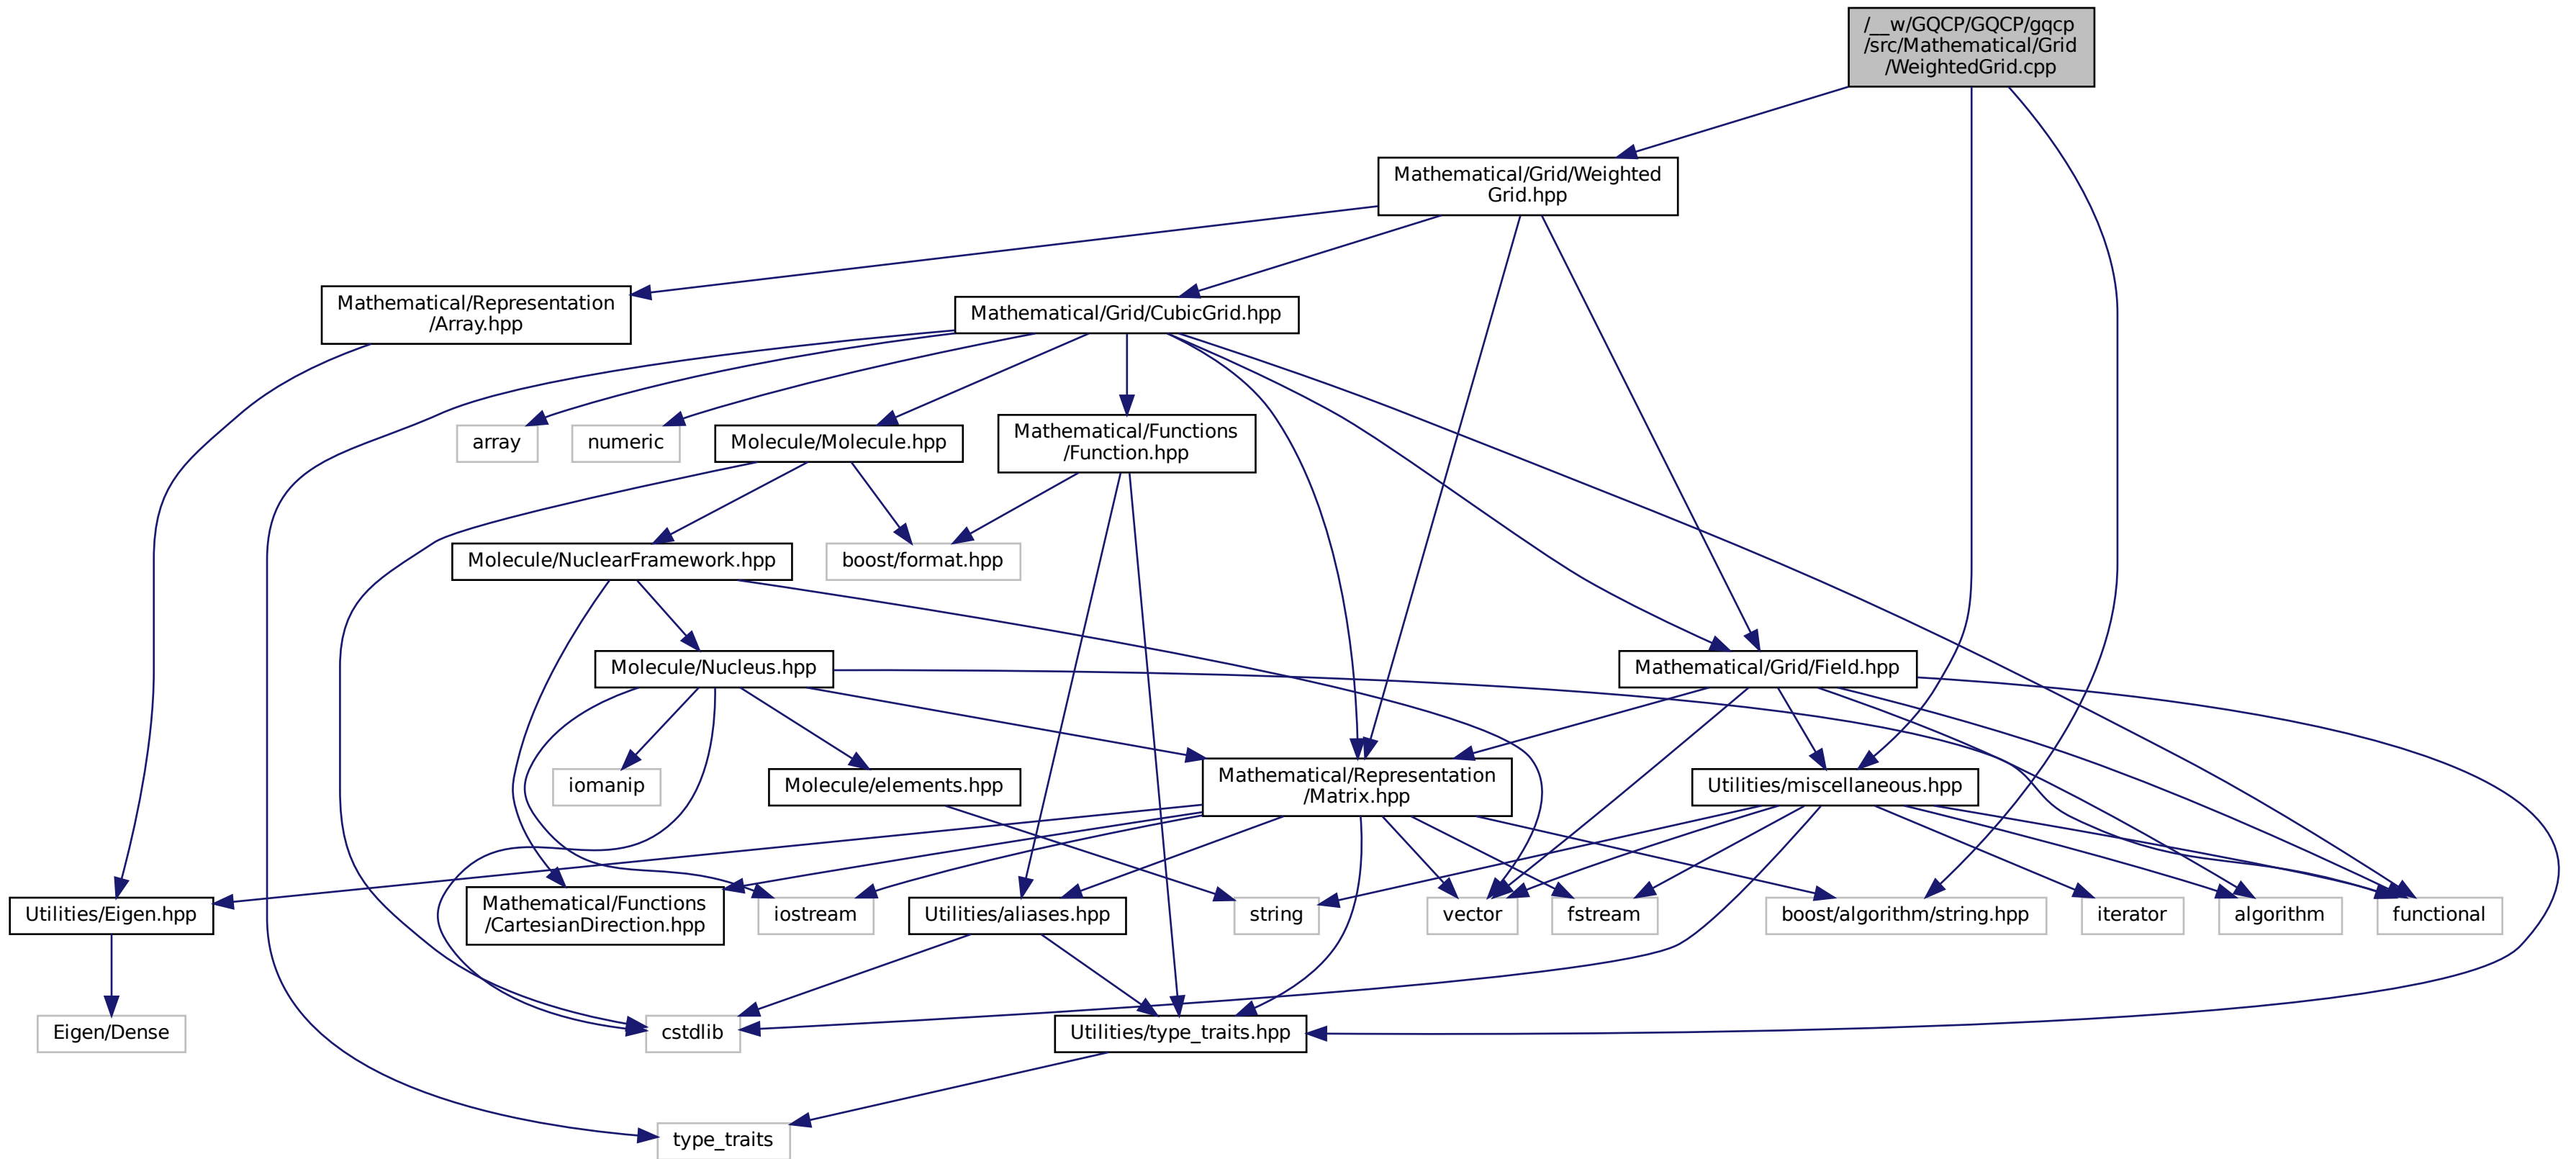 /__w/GQCP/GQCP/gqcp
/src/Mathematical/Grid
/WeightedGrid.cpp
Mathematical/Grid/Weighted
Grid.hpp
Mathematical/Representation
/Array.hpp
Mathematical/Grid/CubicGrid.hpp
array
numeric
Molecule/Molecule.hpp
Mathematical/Functions
/Function.hpp
Molecule/NuclearFramework.hpp
boost/format.hpp
Molecule/Nucleus.hpp
Mathematical/Grid/Field.hpp
iomanip
Molecule/elements.hpp
Mathematical/Representation
/Matrix.hpp
Utilities/miscellaneous.hpp
Utilities/Eigen.hpp
Mathematical/Functions
/CartesianDirection.hpp
iostream
Utilities/aliases.hpp
string
vector
fstream
boost/algorithm/string.hpp
iterator
algorithm
functional
Eigen/Dense
cstdlib
Utilities/type_traits.hpp
type_traits